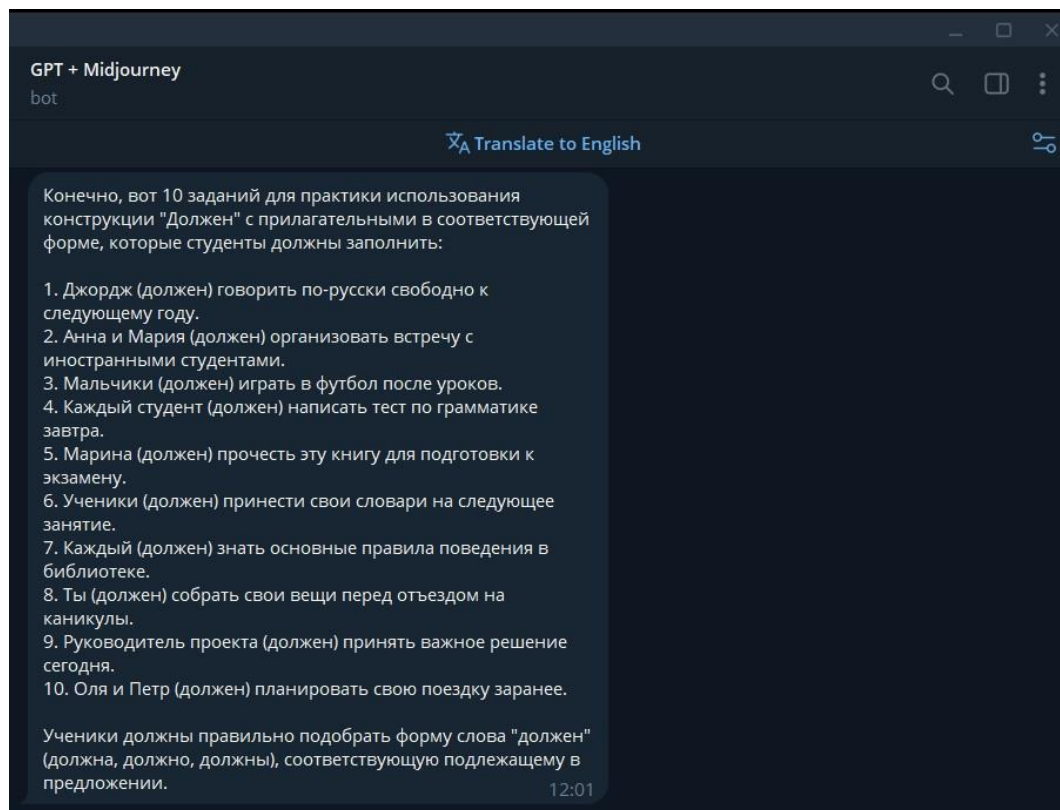 GPT + Midjourney
bot
Translate to English
Конечно, вот 10 заданий для практики использования
конструкции "Должен" с прилагательными в соответствующей
форме, которые студенты должны заполнить:
1. Джордж (должен) говорить по-русски свободно к
следующему году.
2. Анна и Мария (должен) организовать встречу с
иностранными студентами.
3. Мальчики (должен) играть в футбол после уроков.
4. Каждый студент (должен) написать тест по грамматике
завтра.
5. Марина (должен) прочесть эту книгу для подготовки к
экзамену.
6. Ученики (должен) принести свои словари на следующее
занятие.
7. Каждый (должен) знать основные правила поведения в
библиотеке.
8. Ты (должен) собрать свои вещи перед отъездом на
каникулы.
9. Руководитель проекта (должен) принять важное решение
сегодня.
10. Оля и Петр (должен) планировать свою поездку заранее.
Ученики должны правильно подобрать форму слова "должен"
(должна, должно, должны), соответствующую подлежащему в
предложении.
12:01